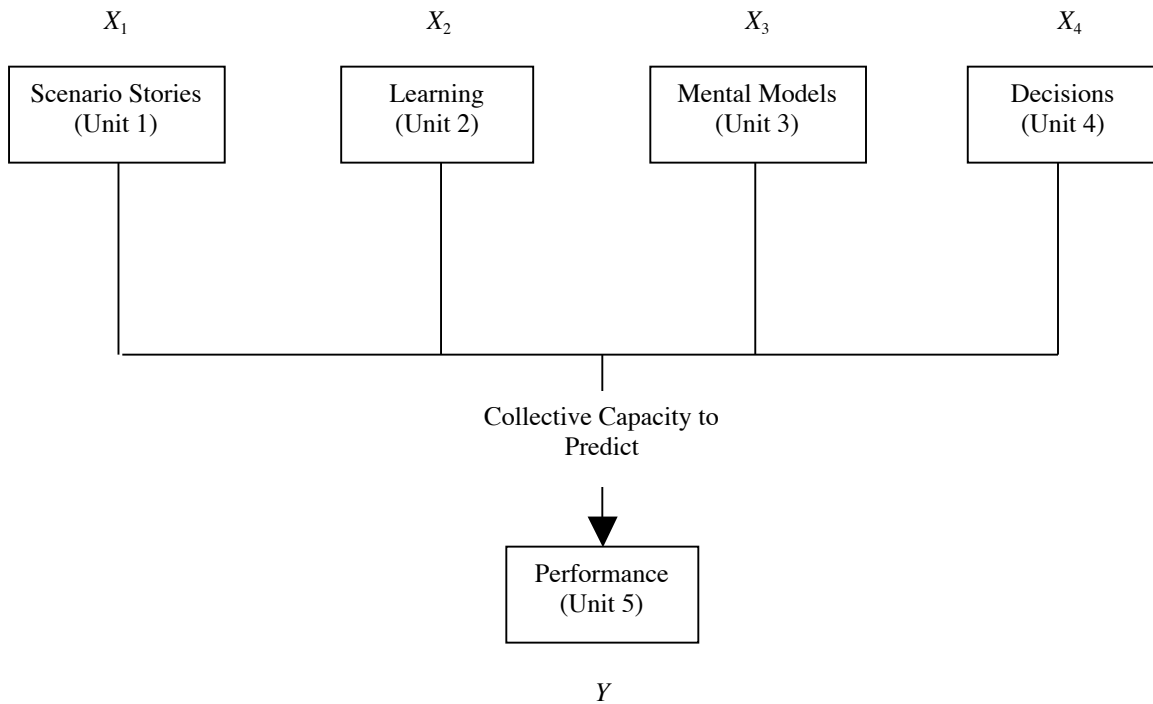 X₁
X₂
X₃
X₄
Scenario Stories
(Unit 1)
Learning
(Unit 2)
Mental Models
(Unit 3)
Decisions
(Unit 4)
Collective Capacity to
Predict
Performance
(Unit 5)
Y